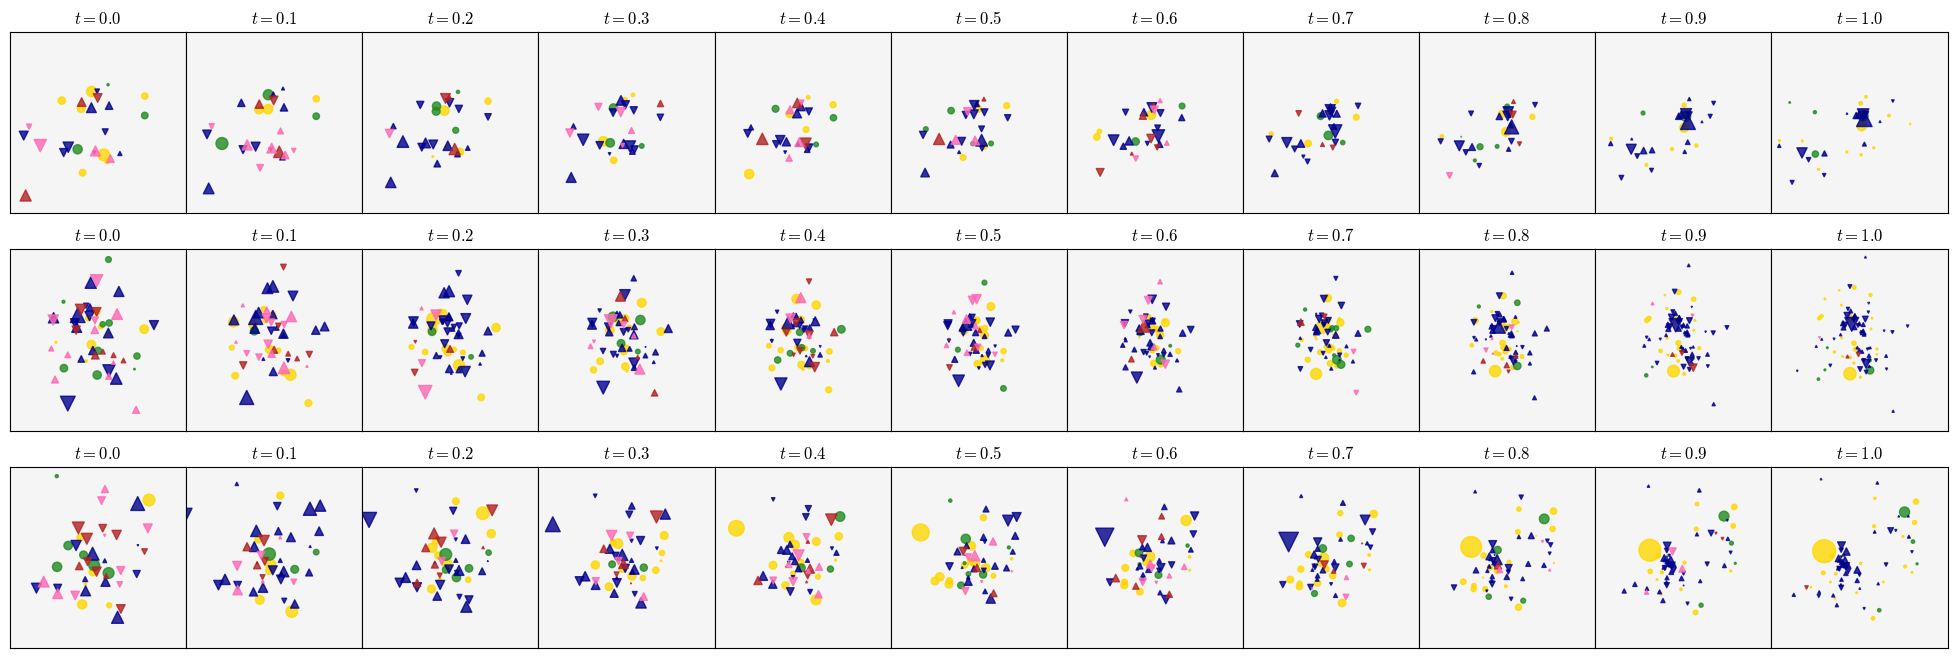 t = 0.0 t = 0.1 t = 0.2 t = 0.3 t = 0.4 t = 0.5 t = 0.6 t = 0.7 t = 0.8 t = 0.9 t = 1.0
t = 0.0 t = 0.1 t = 0.2 t = 0.3 t = 0.4 t = 0.5 t = 0.6 t = 0.7 t = 0.8 t = 0.9 t = 1.0
t = 0.0 t = 0.1 t = 0.2 t = 0.3 t = 0.4 t = 0.5 t = 0.6 t = 0.7 t = 0.8 t = 0.9 t = 1.0